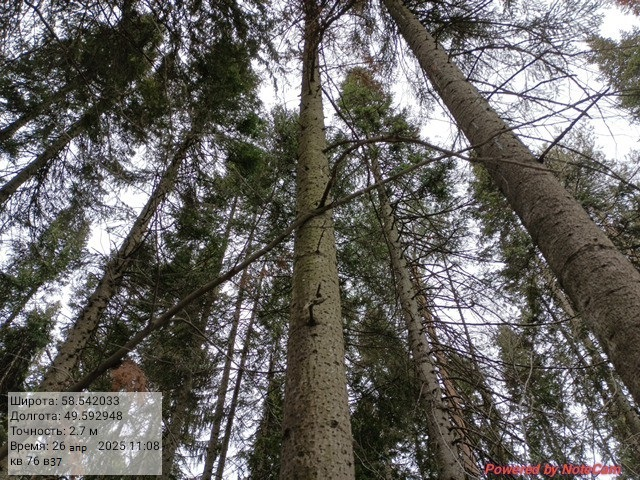 Широта: 58.542033
Долгота: 49.592948
Точность: 2.7 м
Время: 26 апр 2025 11:08
кв 76 в37
Powered by NoteCam